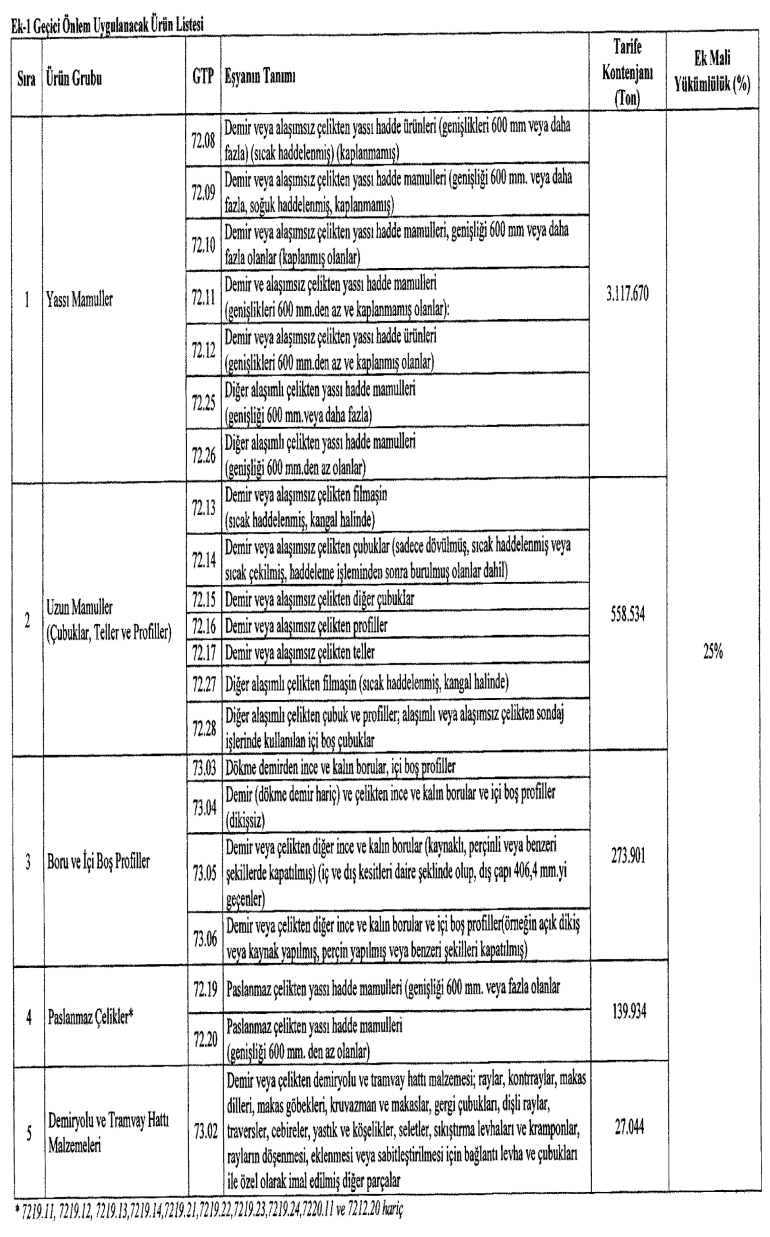 Ek-1 Geçici Önlem Uygulanacak Ürün Listesi
Sıra Ürün Grubu GTP Eşyanın Tanımı Tarife Kontenjanı (Ton) Ek Mali Yükümlülük (%)
1 Yassı Mamuller 3.117.670
72.08 Demir veya alaşımsız çelikten yassı hadde ürünleri (genişlikleri 600 mm veya daha
fazla) (sıcak haddelenmiş) (kaplanmamış)
72.09 Demir veya alaşımsız çelikten yassı hadde mamulleri (genişliği 600 mm. veya daha
fazla, soğuk haddelenmiş, kaplanmamış)
72.10 Demir veya alaşımsız çelikten yassı hadde mamulleri, genişliği 600 mm veya daha
fazla olanlar (kaplanmış olanlar)
72.11 Demir ve alaşımsız çelikten yassı hadde mamulleri
(genişlikleri 600 mm.den az ve kaplanmamış olanlar):
72.12 Demir veya alaşımsız çelikten yassı hadde ürünleri
(genişlikleri 600 mm.den az ve kaplanmış olanlar)
72.25 Diğer alaşımlı çelikten yassı hadde mamulleri
(genişliği 600 mm.veya daha fazla)
72.26 Diğer alaşımlı çelikten yassı hadde mamulleri
(genişliği 600 mm.den az olanlar)
2 Uzun Mamuller
(Çubuklar, Teller ve Profiller) 558.534
72.13 Demir veya alaşımsız çelikten filmaşin
(sıcak haddelenmiş, kangal halinde)
72.14 Demir veya alaşımsız çelikten çubuklar (sadece dövülmüş, sıcak haddelenmiş veya
sıcak çekilmiş, haddeleme işleminden sonra burulmuş olanlar dahil)
72.15 Demir veya alaşımsız çelikten diğer çubuklar
72.16 Demir veya alaşımsız çelikten profiller
72.17 Demir veya alaşımsız çelikten teller
25%
72.27 Diğer alaşımlı çelikten filmaşin (sıcak haddelenmiş, kangal halinde)
72.28 Diğer alaşımlı çelikten çubuk ve profiller; alaşımlı veya alaşımsız çelikten sondaj
işlerinde kullanılan içi boş çubuklar
3 Boru ve İçi Boş Profiller 273.901
73.03 Dökme demirden ince ve kalın borular, içi boş profiller
73.04 Demir (dökme demir hariç) ve çelikten ince ve kalın borular ve içi boş profiller
(dikişsiz)
73.05 Demir veya çelikten diğer ince ve kalın borular (kaynaklı, perçinli veya benzeri
şekillerde kapatılmış) (iç ve dış kesitleri daire şeklinde olup, dış çapı 406,4 mm.yi
geçenler)
73.06 Demir veya çelikten diğer ince ve kalın borular ve içi boş profiller(örneğin açık dikiş
veya kaynak yapılmış, perçin yapılmış veya benzeri şekilleri kapatılmış)
4 Paslanmaz Çelikler* 139.934
72.19 Paslanmaz çelikten yassı hadde mamulleri (genişliği 600 mm. veya fazla olanlar
72.20 Paslanmaz çelikten yassı hadde mamulleri
(genişliği 600 mm. den az olanlar)
5 Demiryolu ve Tramvay Hattı
Malzemeleri 27.044
73.02 Demir veya çelikten demiryolu ve tramvay hattı malzemesi; raylar, kontrraylar, makas
dilleri, makas göbekleri, kruvazman ve makaslar, gergi çubukları, dişli raylar,
traversler, cebireler, yastık ve köşelikler, seletler, sıkıştırma levhaları ve kramponlar,
rayların döşenmesi, eklenmesi veya sabitleştirilmesi için bağlantı levha ve çubukları
ile özel olarak imal edilmiş diğer parçalar
* 7219.11, 7219.12, 7219.13,7219.14,7219.21,7219.22,7219.23,7219.24,7220.11 ve 7212.20 hariç